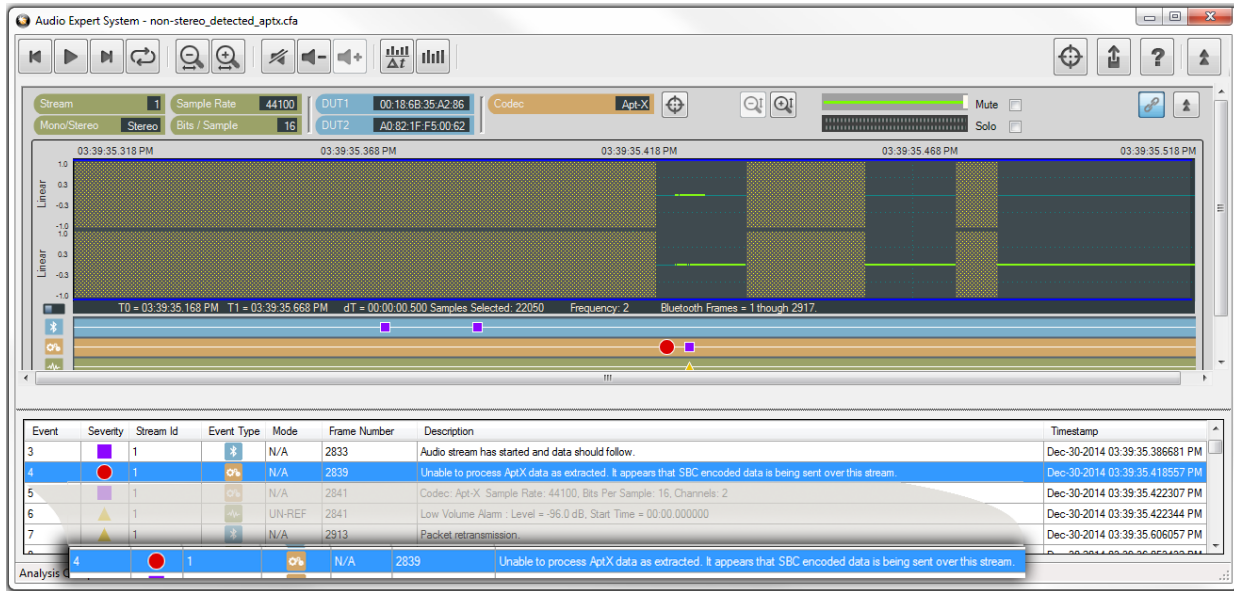 Audio Expert System - non-stereo_detected_aptx.cfa
Δt
?
Stream 1 Sample Rate 44100 DUT1 00:18:6B:35:A2:86 Codec Apt-X Mute
Mono/Stereo Stereo Bits / Sample 16 DUT2 A0:82:1F:F5:00:62 Solo
03:39:35.318 PM 03:39:35.368 PM 03:39:35.418 PM 03:39:35.468 PM 03:39:35.518 PM
Linear
1.0
0.3
-0.3
-1.0
Linear
1.0
0.3
-0.3
-1.0
T0 = 03:39:35.168 PM T1 = 03:39:35.668 PM dT = 00:00:00.500 Samples Selected: 22050 Frequency: 2 Bluetooth Frames = 1 though 2917.
Event Severity Stream Id Event Type Mode Frame Number Description Timestamp
3 1 N/A 2833 Audio stream has started and data should follow. Dec-30-2014 03:39:35.386681 PM
4 1 N/A 2839 Unable to process AptX data as extracted. It appears that SBC encoded data is being sent over this stream. Dec-30-2014 03:39:35.418557 PM
5 1 N/A 2841 Codec: Apt-X Sample Rate: 44100, Bits Per Sample: 16, Channels: 2 Dec-30-2014 03:39:35.422307 PM
6 1 UN-REF 2841 Low Volume Alarm : Level = -96.0 dB, Start Time = 00:00.000000 Dec-30-2014 03:39:35.422344 PM
7 1 N/A 2913 Packet retransmission. Dec-30-2014 03:39:35.606057 PM
4 1 N/A 2839 Unable to process AptX data as extracted. It appears that SBC encoded data is being sent over this stream.
Analysis